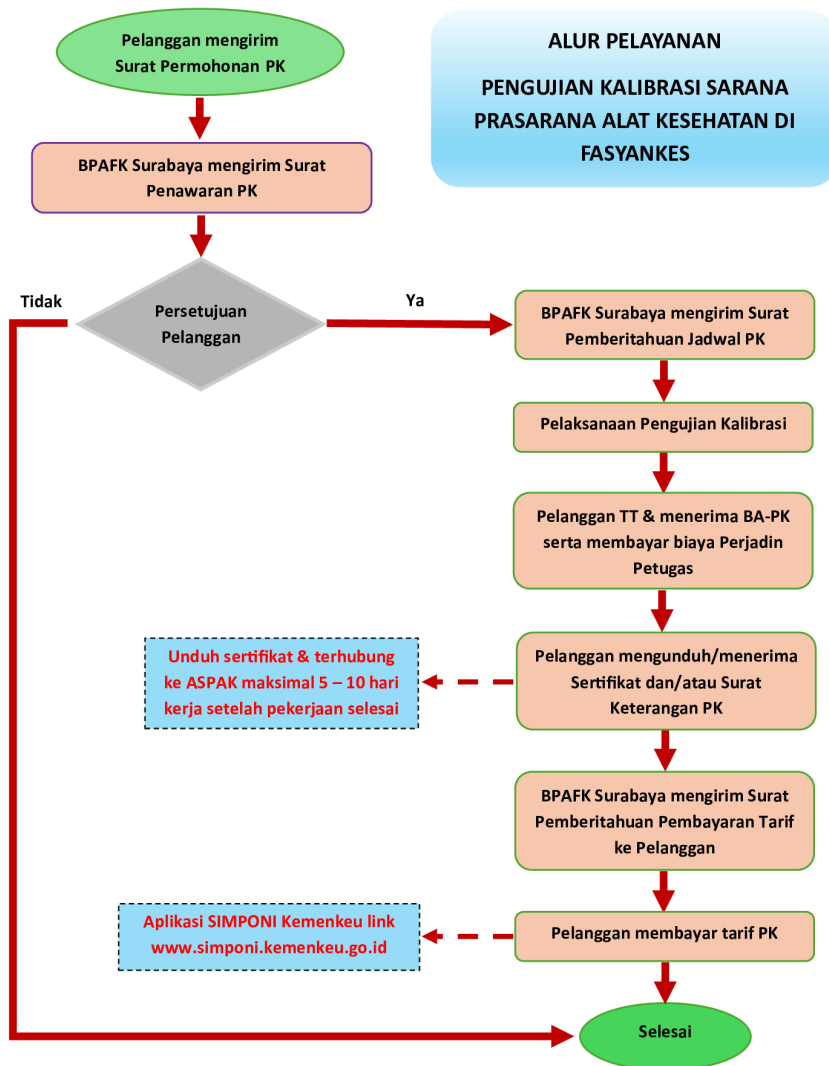 Pelanggan mengirim
Surat Permohonan PK
ALUR PELAYANAN
PENGUJIAN KALIBRASI SARANA
PRASARANA ALAT KESEHATAN DI
FASYANKES
BPAFK Surabaya mengirim Surat
Penawaran PK
Tidak
Persetujuan
Pelanggan
Ya
BPAFK Surabaya mengirim Surat
Pemberitahuan Jadwal PK
Pelaksanaan Pengujian Kalibrasi
Pelanggan TT & menerima BA-PK
serta membayar biaya Perjadin
Petugas
Pelanggan mengunduh/menerima
Sertifikat dan/atau Surat
Keterangan PK
Unduh sertifikat & terhubung
ke ASPAK maksimal 5 – 10 hari
kerja setelah pekerjaan selesai
BPAFK Surabaya mengirim Surat
Pemberitahuan Pembayaran Tarif
ke Pelanggan
Pelanggan membayar tarif PK
Aplikasi SIMPONI Kemenkeu link
www.simponi.kemenkeu.go.id
Selesai